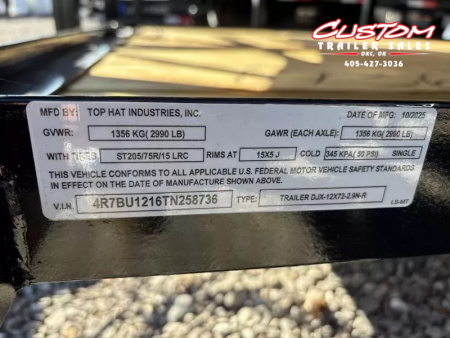 CUSTOM
TRAILER SALES
OKC, OK
405-427-3036
MFD BY: TOP HAT INDUSTRIES, INC. DATE OF MFG: 10/2025
GVWR: 1356 KG( 2990 LB) GAWR (EACH AXLE): 1356 KG( 2990 LB)
WITH TIRES ST205/75R/15 LRC RIMS AT 15X5 J COLD 345 KPA( 50 PSI) SINGLE
THIS VEHICLE CONFORMS TO ALL APPLICABLE U.S. FEDERAL MOTOR VEHICLE SAFETY STANDARDS
IN EFFECT ON THE DATE OF MANUFACTURE SHOWN ABOVE.
V.I.N. 4R7BU1216TN258736 TYPE: TRAILER DJX-12X72-2.9N-R